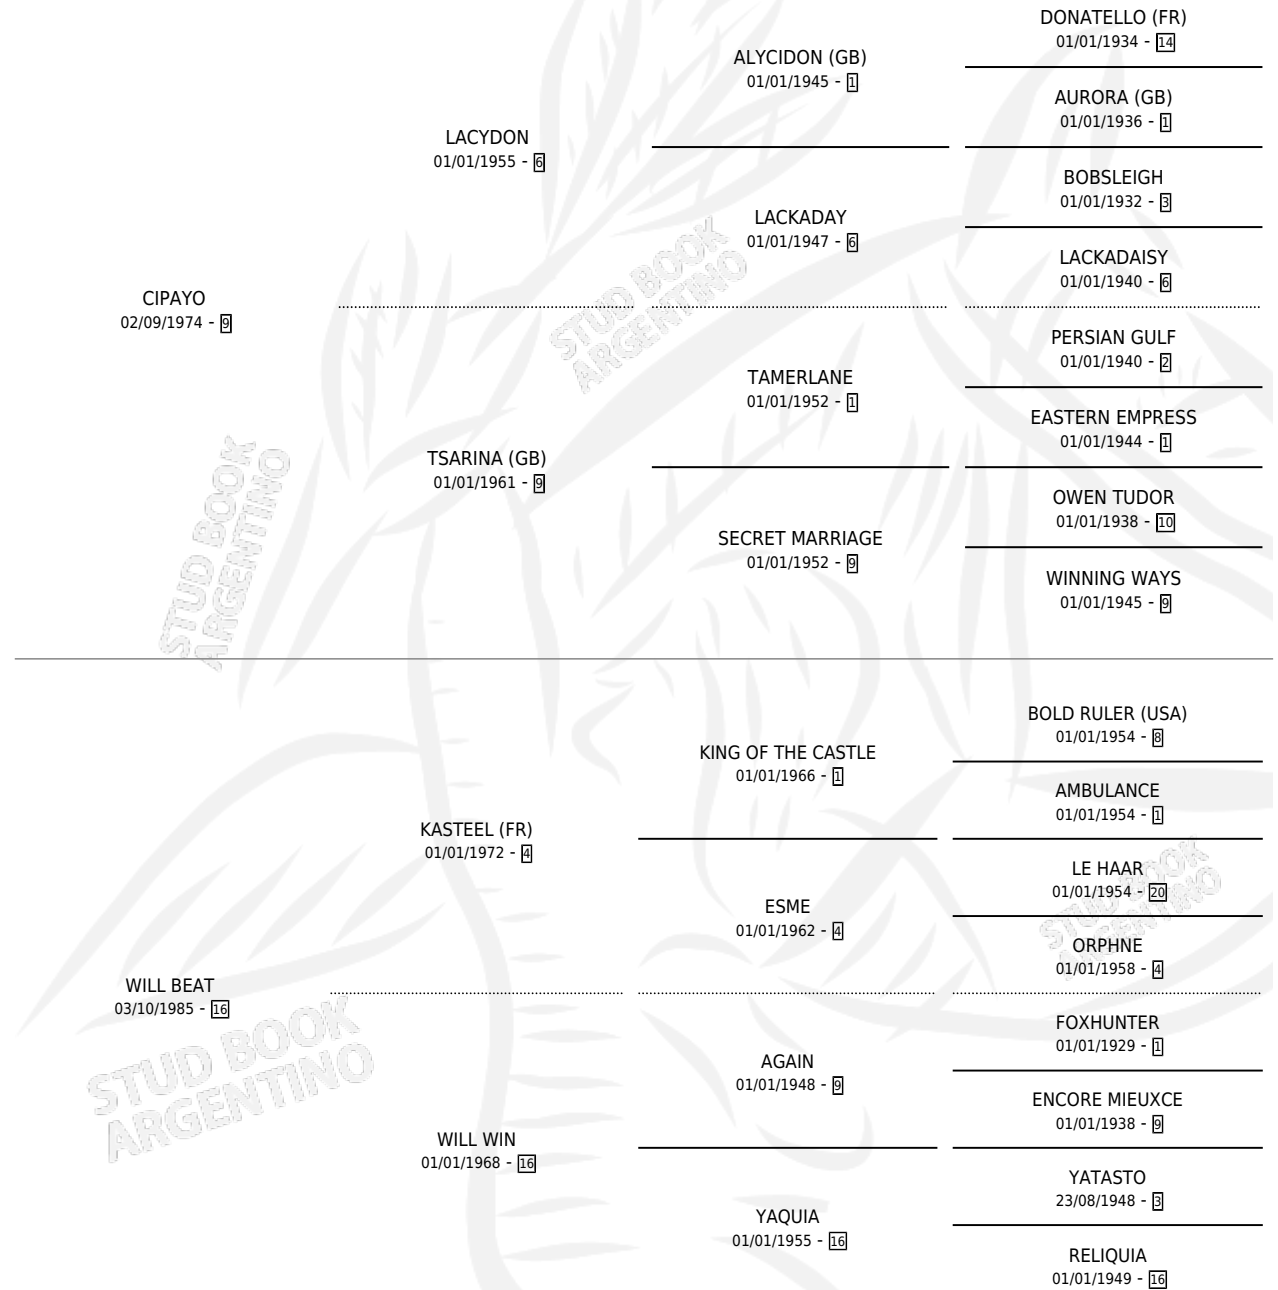 DONATELLO (FR)
01/01/1934 - 14
ALYCIDON (GB)
01/01/1945 - 1
AURORA (GB)
01/01/1936 - 1
LACYDON
01/01/1955 - 6
BOBSLEIGH
01/01/1932 - 3
LACKADAY
01/01/1947 - 6
LACKADAISY
01/01/1940 - 6
CIPAYO
02/09/1974 - 9
STUD BOOK
ARGENTINO
PERSIAN GULF
01/01/1940 - 2
TAMERLANE
01/01/1952 - 1
EASTERN EMPRESS
01/01/1944 - 1
TSARINA (GB)
01/01/1961 - 9
OWEN TUDOR
01/01/1938 - 10
SECRET MARRIAGE
01/01/1952 - 9
WINNING WAYS
01/01/1945 - 9
STUD BOOK
ARGENTINO
BOLD RULER (USA)
01/01/1954 - 8
KING OF THE CASTLE
01/01/1966 - 1
AMBULANCE
01/01/1954 - 1
KASTEEL (FR)
01/01/1972 - 4
LE HAAR
01/01/1954 - 20
STUD BOOK
ARGENTINO
ESME
01/01/1962 - 4
ORPHNE
01/01/1958 - 4
WILL BEAT
03/10/1985 - 16
STUD BOOK
ARGENTINO
FOXHUNTER
01/01/1929 - 1
AGAIN
01/01/1948 - 9
ENCORE MIEUXCE
01/01/1938 - 9
WILL WIN
01/01/1968 - 16
YATASTO
23/08/1948 - 3
YAQUIA
01/01/1955 - 16
RELIQUIA
01/01/1949 - 16